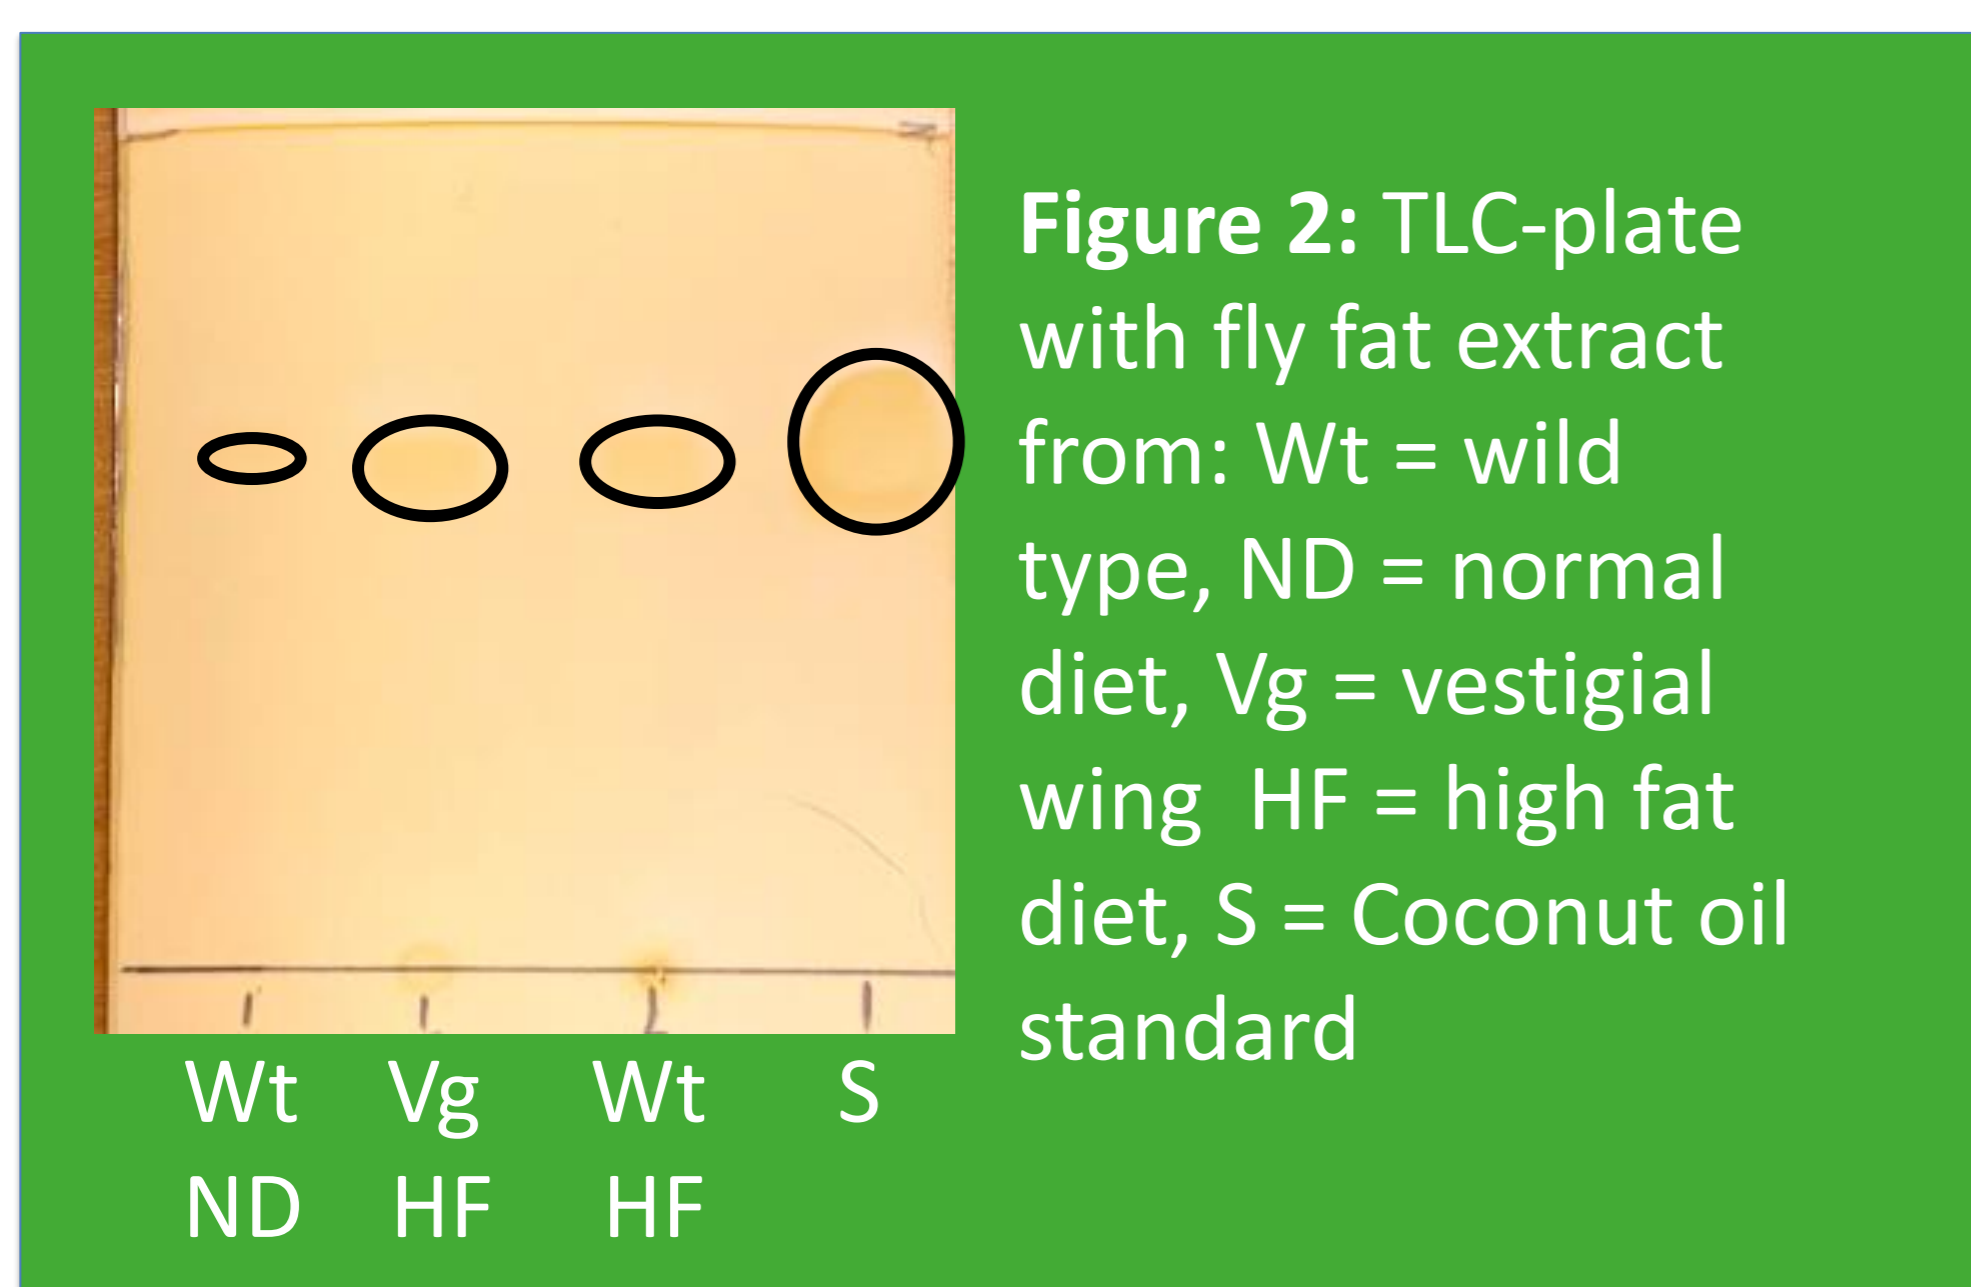 Figure 2: TLC-plate
with fly fat extract
from: Wt = wild
type, ND = normal
diet, Vg = vestigial
wing  HF = high fat
diet, S = Coconut oil
standard
Wt Vg Wt S
ND HF HF